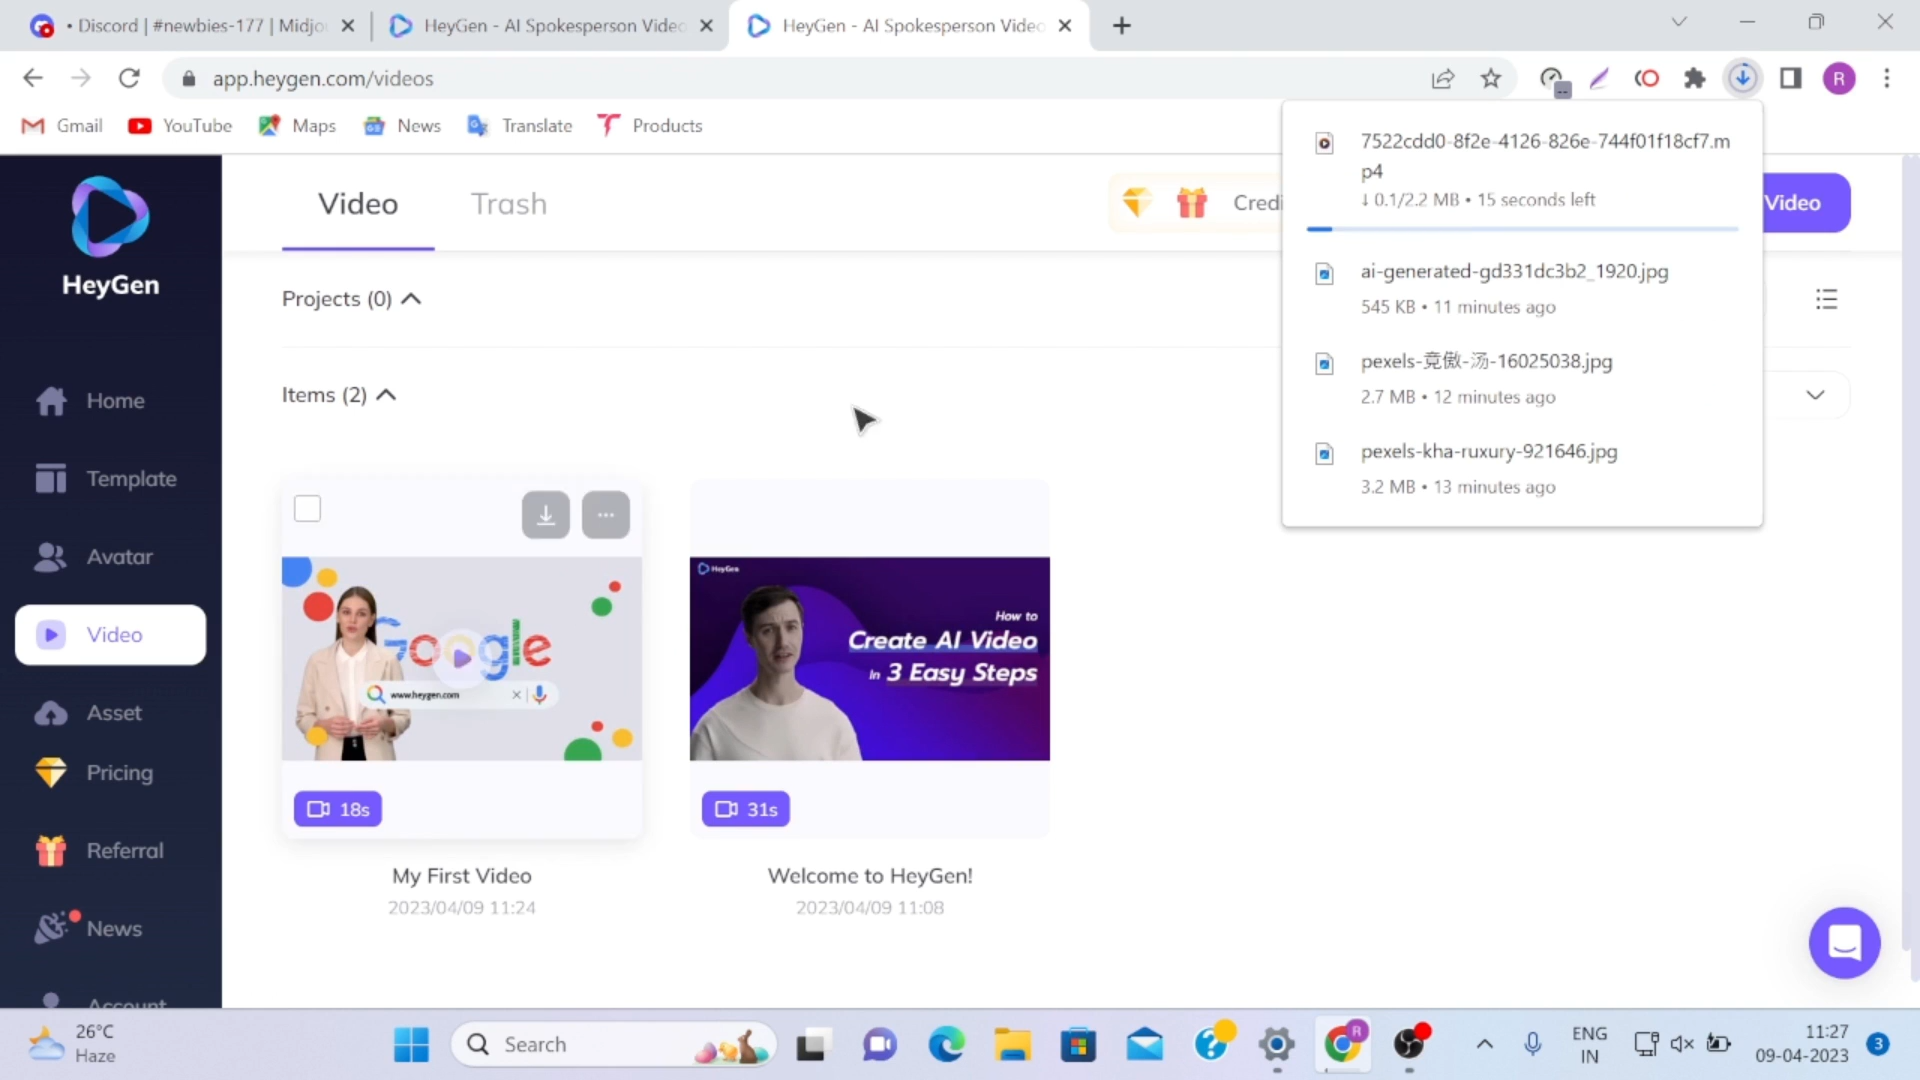 • Discord | #newbies-177 | Midjo
HeyGen - AI Spokesperson Video
HeyGen - AI Spokesperson Video
app.heygen.com/videos
R
Gmail
YouTube
Maps
News
Translate
Products
7522cdd0-8f2e-4126-826e-744f01f18cf7.m
p4
↓ 0.1/2.2 MB • 15 seconds left
ai-generated-gd331dc3b2_1920.jpg
545 KB • 11 minutes ago
pexels-竞傲-汤-16025038.jpg
2.7 MB • 12 minutes ago
pexels-kha-ruxury-921646.jpg
3.2 MB • 13 minutes ago
HeyGen
Home
Template
Avatar
Video
Asset
Pricing
Referral
News
Account
Video
Trash
Credi
Video
Projects (0)
Items (2)
Google
www.heygen.com
18s
My First Video
2023/04/09 11:24
HeyGen
How to
Create AI Video
In 3 Easy Steps
31s
Welcome to HeyGen!
2023/04/09 11:08
26°C
Haze
Search
R
ENG
IN
11:27
09-04-2023
3